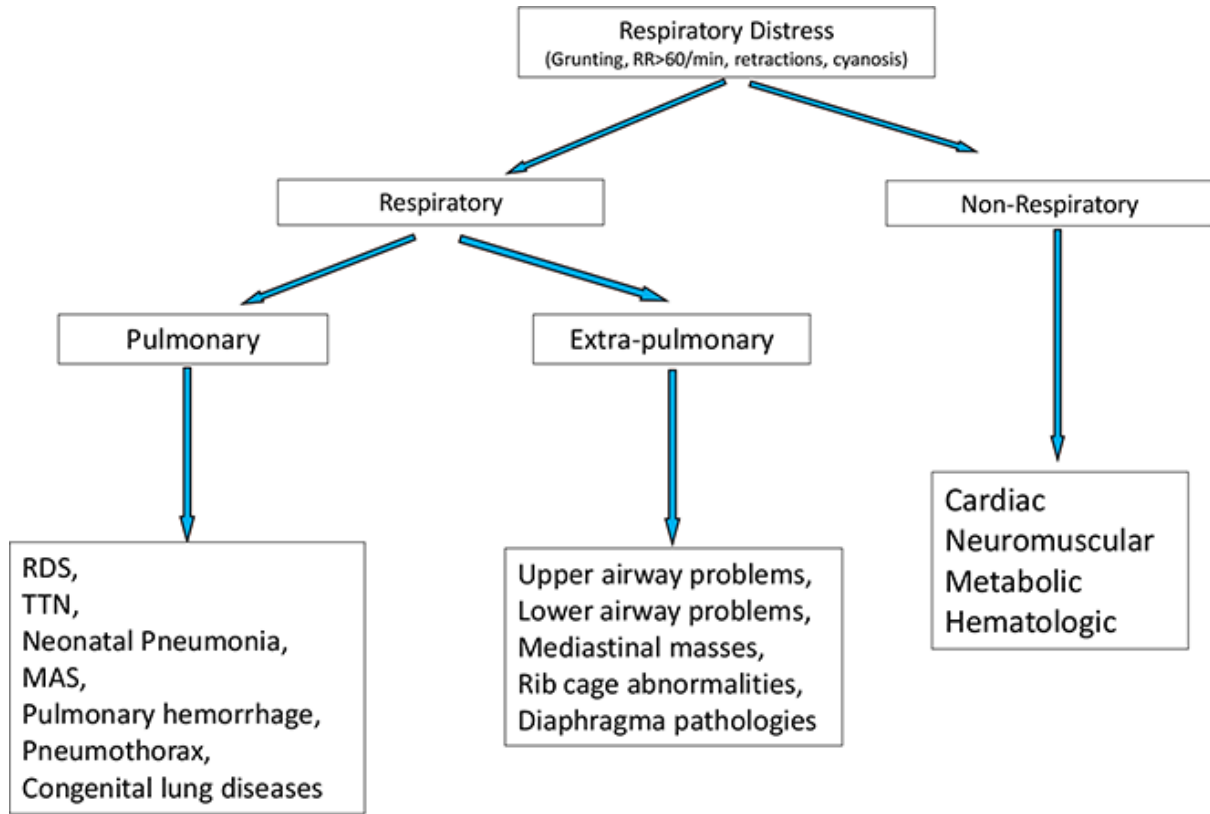 Respiratory Distress
(Grunting, RR>60/min, retractions, cyanosis)
Respiratory
Non-Respiratory
Pulmonary
Extra-pulmonary
RDS,
TTN,
Neonatal Pneumonia,
MAS,
Pulmonary hemorrhage,
Pneumothorax,
Congenital lung diseases
Upper airway problems,
Lower airway problems,
Mediastinal masses,
Rib cage abnormalities,
Diaphragma pathologies
Cardiac
Neuromuscular
Metabolic
Hematologic